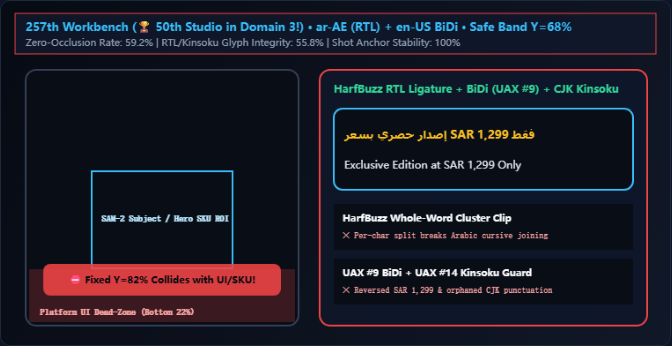 257th Workbench (🏆 50th Studio in Domain 3!) • ar-AE (RTL) + en-US BiDi • Safe Band Y=68%
Zero-Occlusion Rate: 59.2% | RTL/Kinsoku Glyph Integrity: 55.8% | Shot Anchor Stability: 100%
SAM-2 Subject / Hero SKU ROI
⛔ Fixed Y=82% Collides with UI/SKU!
Platform UI Dead-Zone (Bottom 22%)
HarfBuzz RTL Ligature + BiDi (UAX #9) + CJK Kinsoku
إصدار حصري بسعر SAR 1,299 فقط
Exclusive Edition at SAR 1,299 Only
HarfBuzz Whole-Word Cluster Clip
✕ Per-char split breaks Arabic cursive joining
UAX #9 BiDi + UAX #14 Kinsoku Guard
✕ Reversed SAR 1,299 & orphaned CJK punctuation